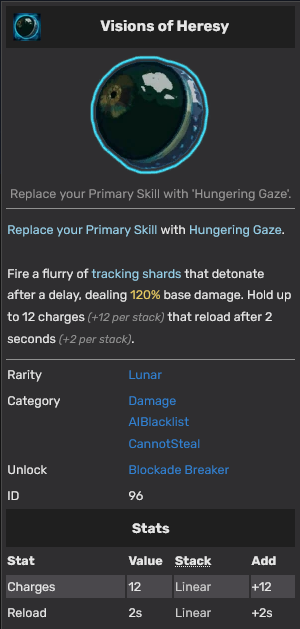 Visions of Heresy
Replace your Primary Skill with 'Hungering Gaze'.
Replace your Primary Skill with Hungering Gaze.
Fire a flurry of tracking shards that detonate
after a delay, dealing 120% base damage. Hold up
to 12 charges (+12 per stack) that reload after 2
seconds (+2 per stack).
Rarity Lunar
Category Damage
AIBlacklist
CannotSteal
Unlock Blockade Breaker
ID 96
Stats
Stat Value Stack Add
Charges 12 Linear +12
Reload 2s Linear +2s